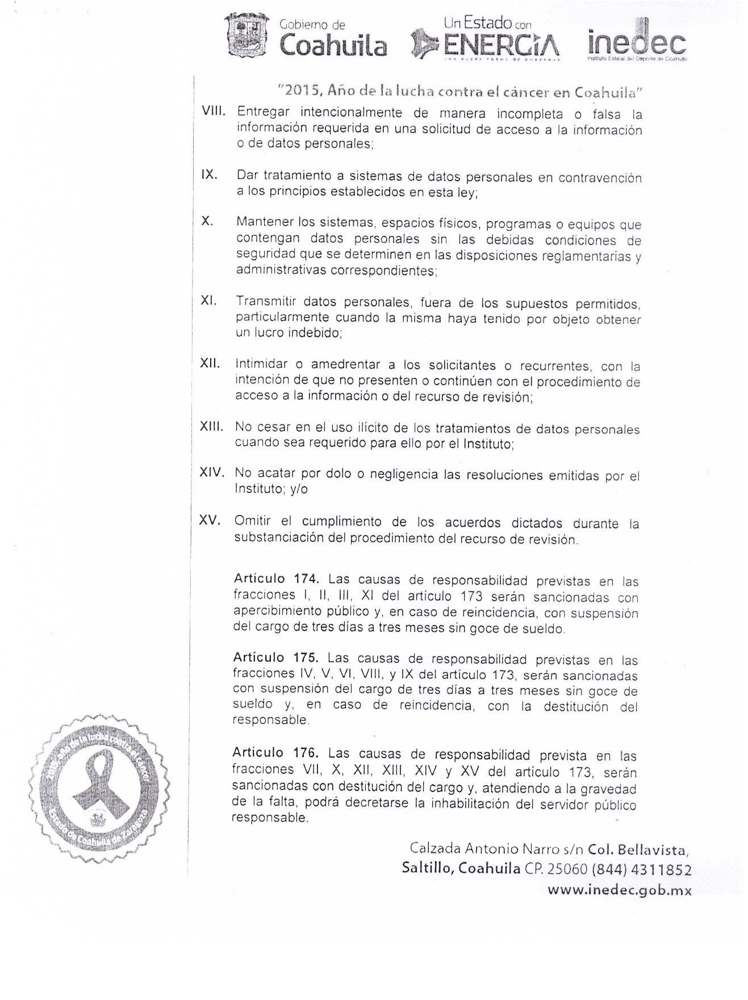 Gobierno de
Coahuila
Un Estado con
ENERGÍA
UNA NUEVA FORMA DE GOBERNAR
inedec
Instituto Estatal del Deporte de Coahuila
"2015, Año de la lucha contra el cáncer en Coahuila"
VIII. Entregar intencionalmente de manera incompleta o falsa la
información requerida en una solicitud de acceso a la información
o de datos personales;
IX. Dar tratamiento a sistemas de datos personales en contravención
a los principios establecidos en esta ley;
X. Mantener los sistemas, espacios físicos, programas o equipos que
contengan datos personales sin las debidas condiciones de
seguridad que se determinen en las disposiciones reglamentarias y
administrativas correspondientes;
XI. Transmitir datos personales, fuera de los supuestos permitidos,
particularmente cuando la misma haya tenido por objeto obtener
un lucro indebido;
XII. Intimidar o amedrentar a los solicitantes o recurrentes, con la
intención de que no presenten o continúen con el procedimiento de
acceso a la información o del recurso de revisión;
XIII. No cesar en el uso ilícito de los tratamientos de datos personales
cuando sea requerido para ello por el Instituto;
XIV. No acatar por dolo o negligencia las resoluciones emitidas por el
Instituto; y/o
XV. Omitir el cumplimiento de los acuerdos dictados durante la
substanciación del procedimiento del recurso de revisión.
Artículo 174. Las causas de responsabilidad previstas en las
fracciones I, II, III, XI del artículo 173 serán sancionadas con
apercibimiento público y, en caso de reincidencia, con suspensión
del cargo de tres días a tres meses sin goce de sueldo.
Artículo 175. Las causas de responsabilidad previstas en las
fracciones IV, V, VI, VIII, y IX del artículo 173, serán sancionadas
con suspensión del cargo de tres días a tres meses sin goce de
sueldo y, en caso de reincidencia, con la destitución del
responsable.
Artículo 176. Las causas de responsabilidad prevista en las
fracciones VII, X, XII, XIII, XIV y XV del artículo 173, serán
sancionadas con destitución del cargo y, atendiendo a la gravedad
de la falta, podrá decretarse la inhabilitación del servidor público
responsable.
2015, año de la lucha contra el cáncer
Estado de Coahuila de Zaragoza
Calzada Antonio Narro s/n Col. Bellavista,
Saltillo, Coahuila CP. 25060 (844) 4311852
www.inedec.gob.mx